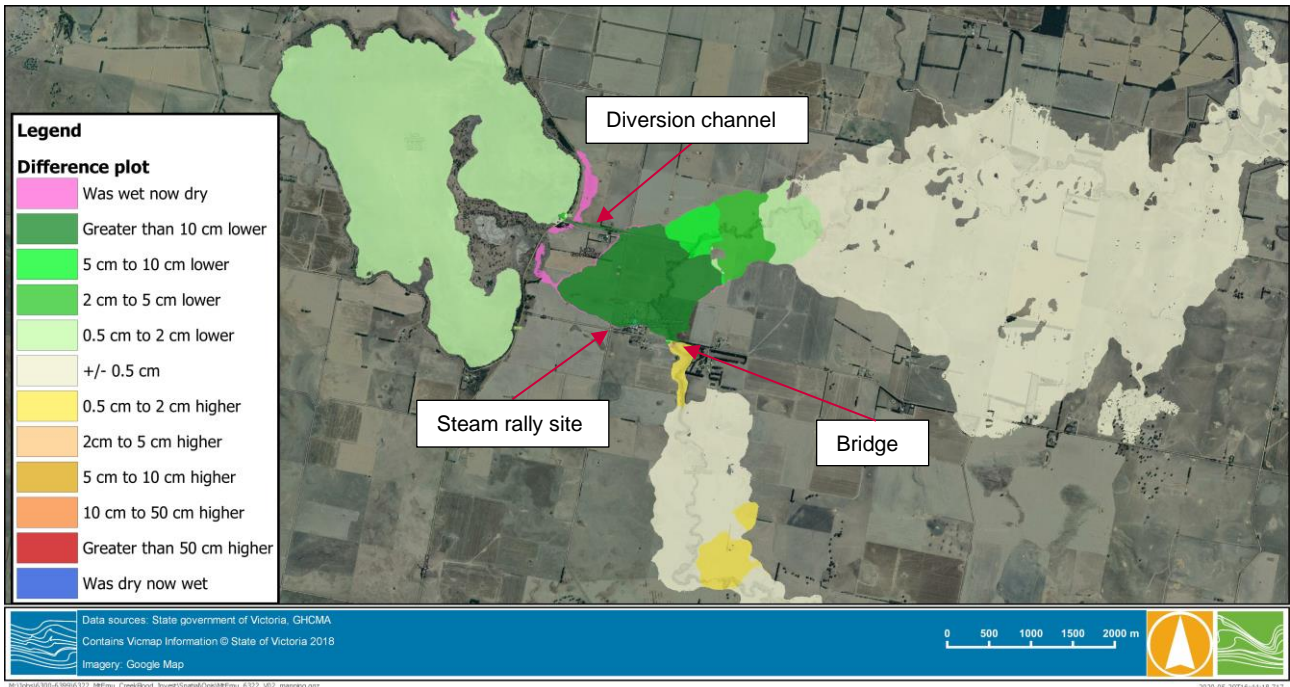 Diversion channel
Legend
Difference plot
Was wet now dry
Greater than 10 cm lower
5 cm to 10 cm lower
2 cm to 5 cm lower
0.5 cm to 2 cm lower
+/- 0.5 cm
0.5 cm to 2 cm higher
2cm to 5 cm higher
5 cm to 10 cm higher
10 cm to 50 cm higher
Greater than 50 cm higher
Was dry now wet
Steam rally site
Bridge
Data sources: State government of Victoria, GHCMA
Contains Vicmap Information © State of Victoria 2018
Imagery: Google Map
0 500 1000 1500 2000 m